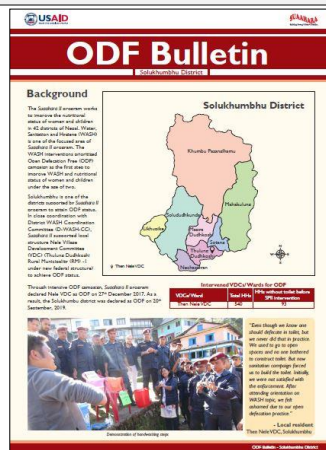 USAID
SUAAHARA
ODF Bulletin
Solukhumbhu District
Background
The Suaahara II program works
to improve the nutritional
status of women and children
in 42 districts of Nepal. Water,
Sanitation and Hygiene (WASH)
is one of the focused area of
Suaahara II program. The
WASH interventions prioritized
Open Defecation Free (ODF)
campaign as the first step to
improve WASH and nutritional
status of women and children
under the age of two.
Solukhumbu is one of the
districts supported by Suaahara II
program to attain ODF status.
In close coordination with
District WASH Coordination
Committee (D-WASH-CC),
Suaahara II supported local
structure Nele Village
Development Committee
(VDC) (Thulung Dudhkoshi
Rural Municipality (RM) -1
under new federal structure)
to achieve ODF status.
Through intensive ODF campaign, Suaahara II program
declared Nele VDC as ODF on 27th December 2017. As a
result, the Solukhumbu district was declared as ODF on 20th
September, 2019.
Solukhumbhu District
Khumbu Pasanglhamu
Mahakulung
Solududhkunda
Maapya Dudhkoshi
Likhupike
Sotang
Thulung Dudhkoshi
Nechasalyan
Then Nele VDC
Intervened VDCs/Wards for ODF
VDCs/ Ward
Total HHs
HHs without toilet before
intervention
Then Nele VDC
540
93
"Even though we knew one
should defecate in toilet, but
we never did that in practice.
We used to go to open
spaces and no one bothered
to construct toilet. But now
sanitation campaign forced
us to build the toilet. Initially,
we were not satisfied with
the enforcement. After
attending orientation on
WASH topic, we felt
ashamed due to our open
defecation practice."
- Local resident
Then Nele VDC, Solukhumbu
Demonstration of handwashing steps
ODF Bulletin - Solukhumbu District